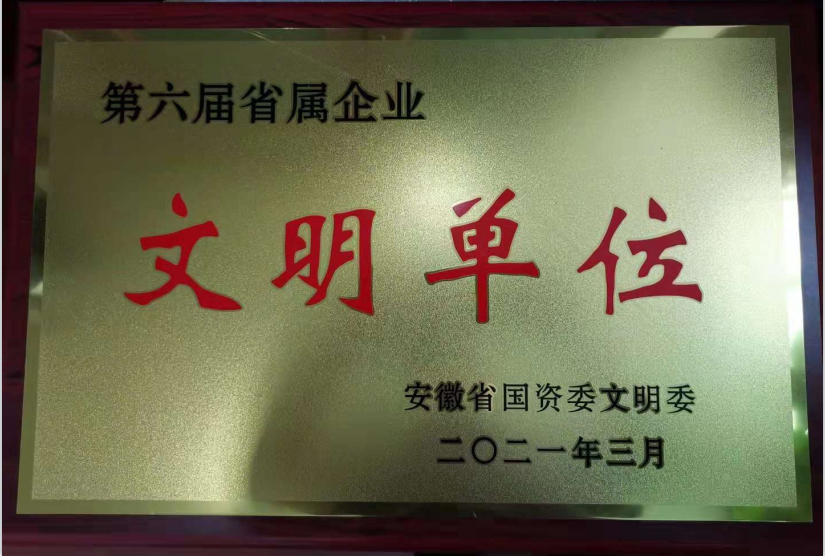 第六届省属企业
文明单位
安徽省国资委文明委
二〇二一年三月